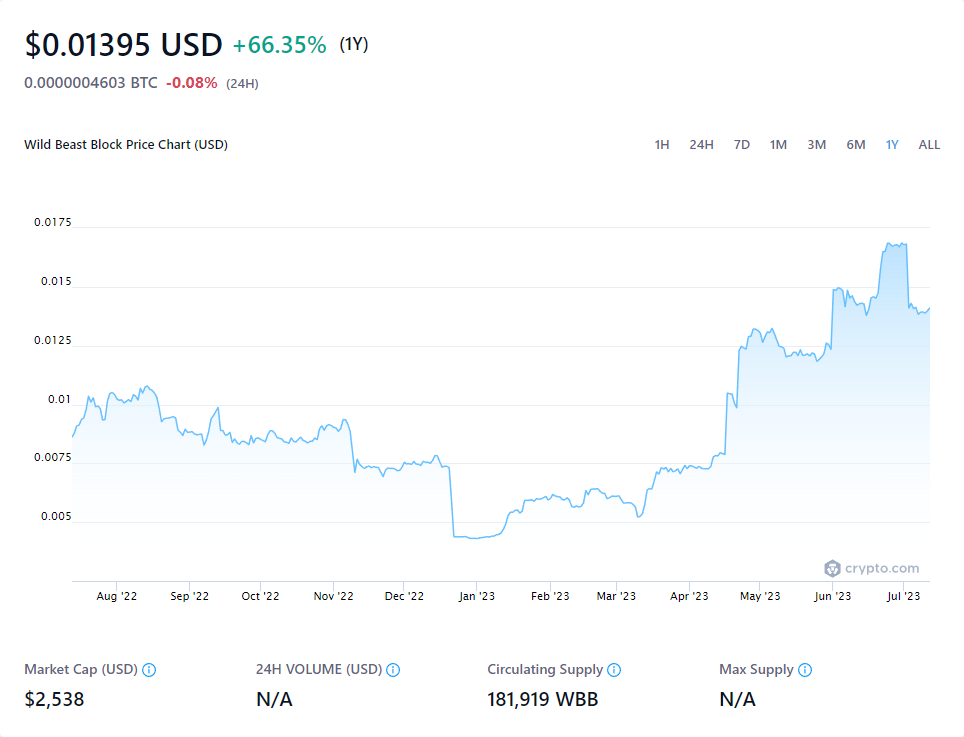 $0.01395 USD +66.35% (1Y)
0.0000004603 BTC -0.08% (24H)
Wild Beast Block Price Chart (USD) 1H 24H 7D 1M 3M 6M 1Y ALL
0.0175
0.015
0.0125
0.01
0.0075
0.005
crypto.com
Aug '22 Sep '22 Oct '22 Nov '22 Dec '22 Jan '23 Feb '23 Mar '23 Apr '23 May '23 Jun '23 Jul '23
Market Cap (USD) 24H VOLUME (USD) Circulating Supply Max Supply
$2,538 N/A 181,919 WBB N/A